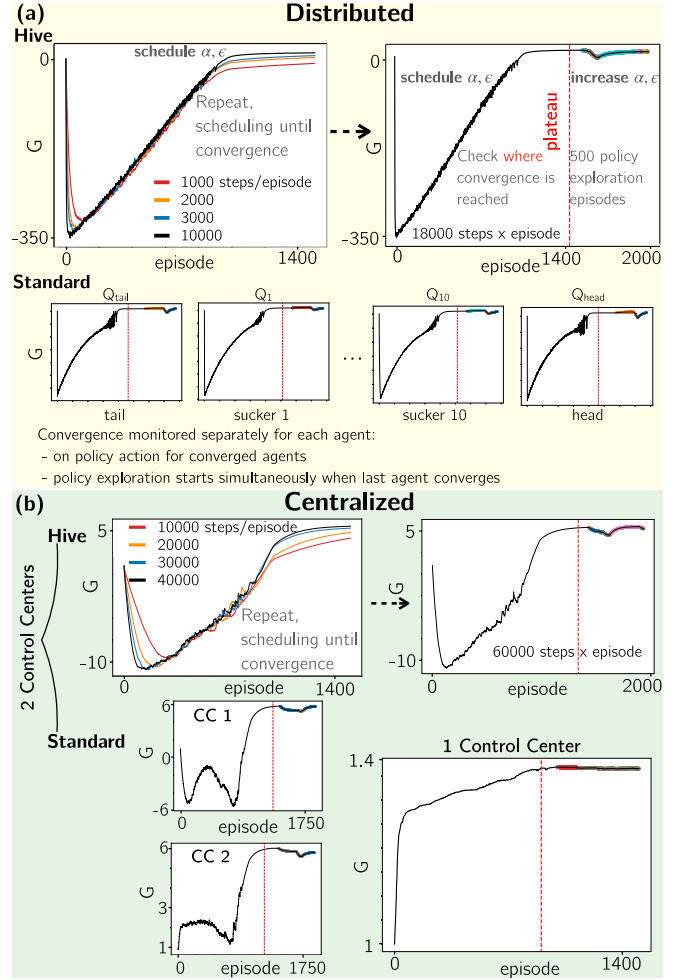 (a)
Distributed
Hive
0
-350
G
schedule α, ϵ
Repeat,
scheduling until
convergence
1000 steps/episode
2000
3000
10000
0
1400
episode
0
-350
G
schedule α, ϵ
increase α, ϵ
plateau
Check where
convergence is
reached
500 policy
exploration
episodes
18000 steps x episode
0
1400
2000
episode
Standard
Q_tail
Q_1
Q_10
Q_head
G
...
tail
sucker 1
sucker 10
head
Convergence monitored separately for each agent:
- on policy action for converged agents
- policy exploration starts simultaneously when last agent converges
(b)
Centralized
2 Control Centers
Hive
5
-10
G
10000 steps/episode
20000
30000
40000
Repeat,
scheduling until
convergence
0
1500
episode
5
-10
G
60000 steps x episode
0
2000
episode
Standard
CC 1
6
0
-6
G
0
1750
episode
CC 2
6
3
1
G
0
1750
episode
1 Control Center
1.4
1
G
0
1400
episode